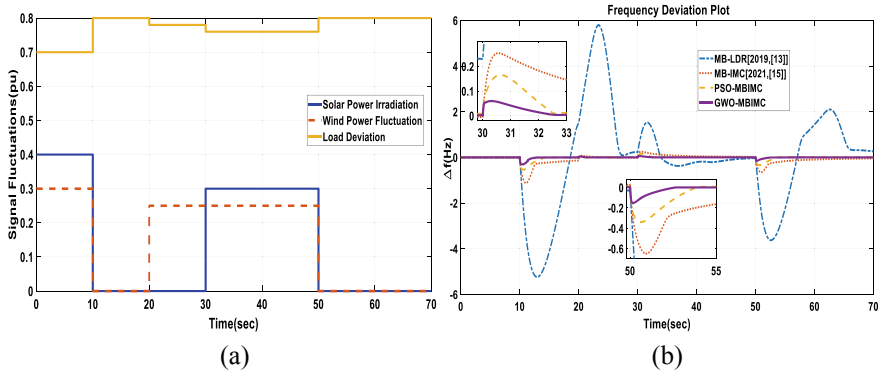 Signal Fluctuations(pu)
0.8
0.7
0.6
0.5
0.4
0.3
0.2
0.1
0
0 10 20 30 40 50 60 70
Time(sec)
Solar Power Irradiation
Wind Power Fluctuation
Load Deviation
(a)
Frequency Deviation Plot
Δf(Hz)
6
4
2
0
-2
-4
-6
0 10 20 30 40 50 60 70
Time(sec)
MB-LDR[2019,[13]]
MB-IMC[2021,[15]]
PSO-MBIMC
GWO-MBIMC
0.2
0.1
0
30 31 32 33
0
-0.2
-0.4
-0.6
50 55
(b)